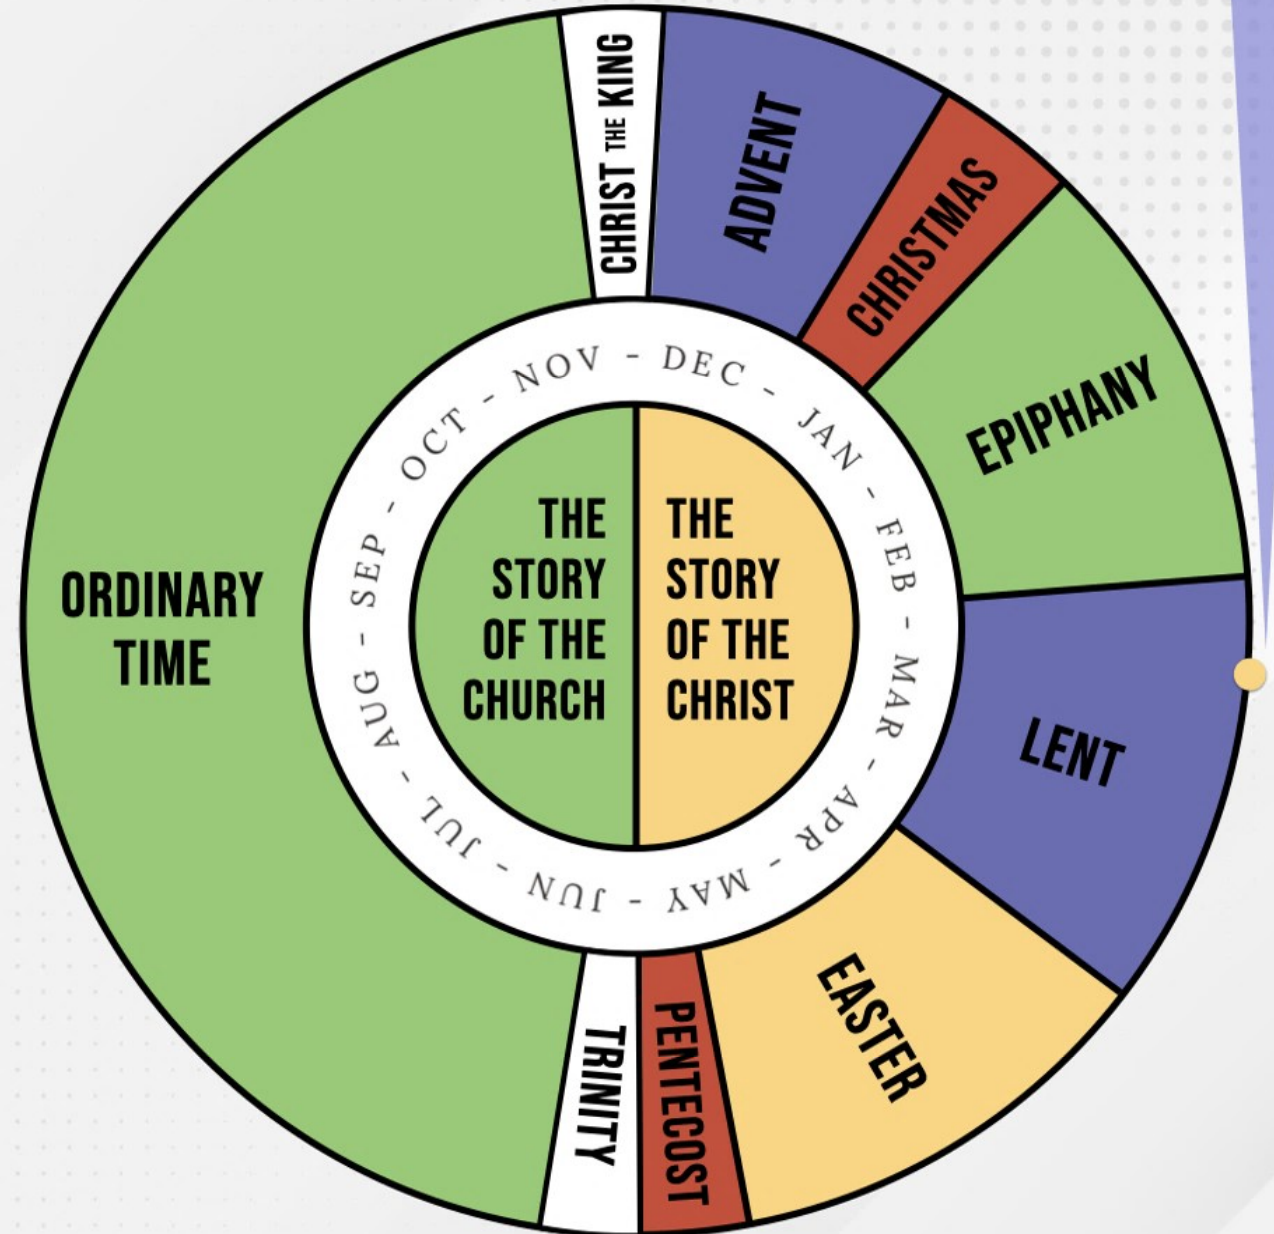 CHRIST THE KING
ADVENT
CHRISTMAS
EPIPHANY
LENT
EASTER
PENTECOST
TRINITY
ORDINARY
TIME
NOV - DEC - JAN - FEB - MAR - APR - MAY - JUN - JUL - AUG - SEP - OCT -
THE
STORY
OF THE
CHURCH
THE
STORY
OF THE
CHRIST